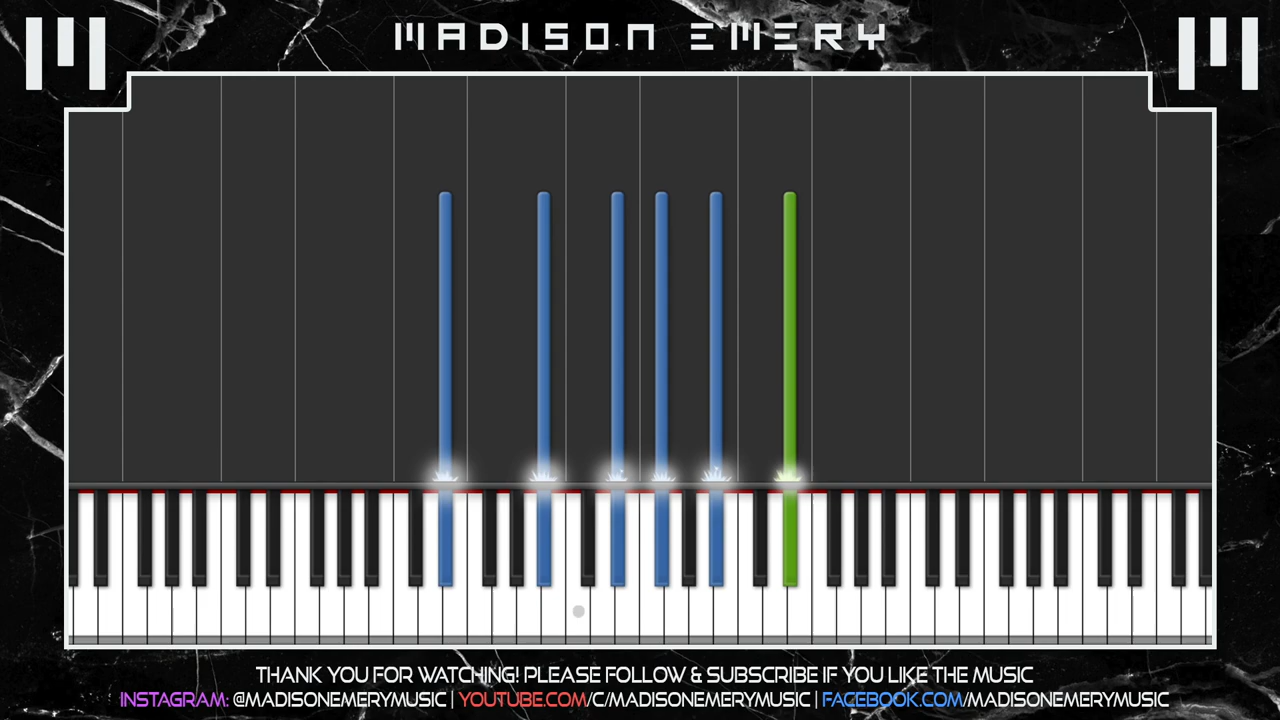 MADISON EMERY
THANK YOU FOR WATCHING! PLEASE FOLLOW & SUBSCRIBE IF YOU LIKE THE MUSIC
INSTAGRAM: @MADISONEMERYMUSIC | YOUTUBE.COM/C/MADISONEMERYMUSIC | FACEBOOK.COM/MADISONEMERYMUSIC